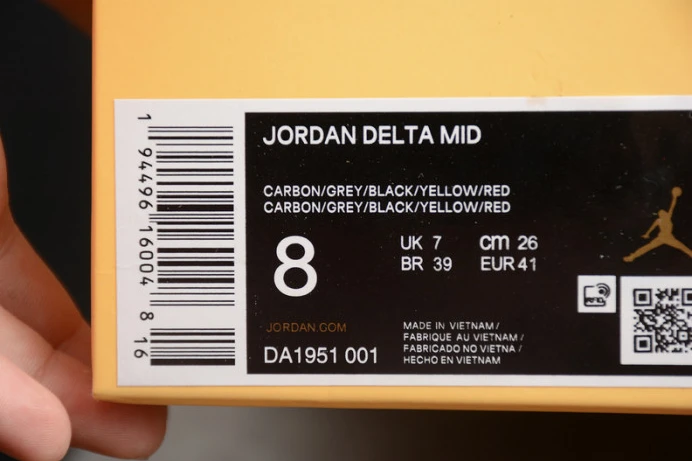 1 94496 16004 8 16
JORDAN DELTA MID
CARBON/GREY/BLACK/YELLOW/RED
CARBON/GREY/BLACK/YELLOW/RED
8
UK 7 cm 26
BR 39 EUR 41
JORDAN.COM
DA1951 001
MADE IN VIETNAM /
FABRIQUE AU VIETNAM /
FABRICADO NO VIETNA /
HECHO EN VIETNAM
RFID